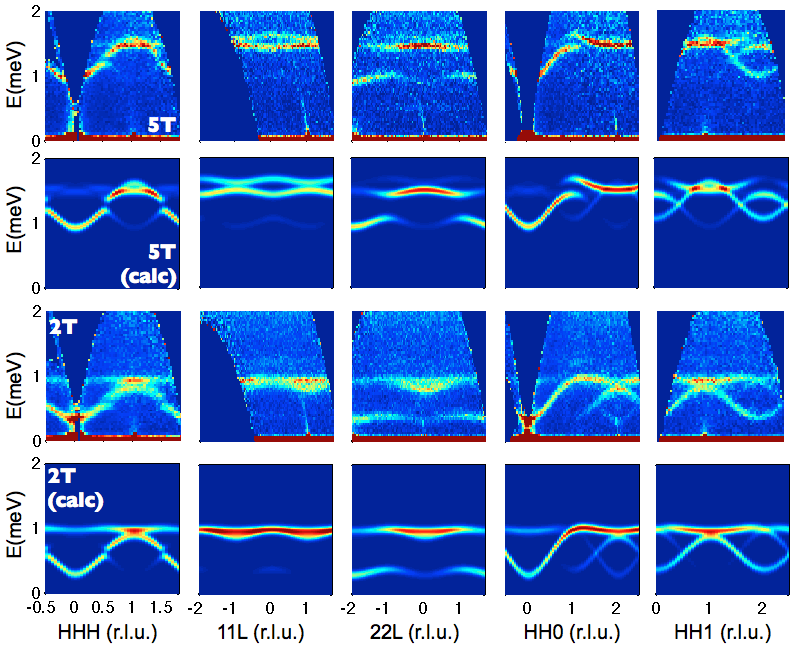 2
E(meV)
1
0
5T
2
E(meV)
1
0
5T
(calc)
2
E(meV)
1
0
2T
2
E(meV)
1
0
2T
(calc)
-0.5 0 0.5 1 1.5 -2 -1 0 1 -2 -1 0 1 0 1 2 0 1 2
HHH (r.l.u.) 11L (r.l.u.) 22L (r.l.u.) HH0 (r.l.u.) HH1 (r.l.u.)